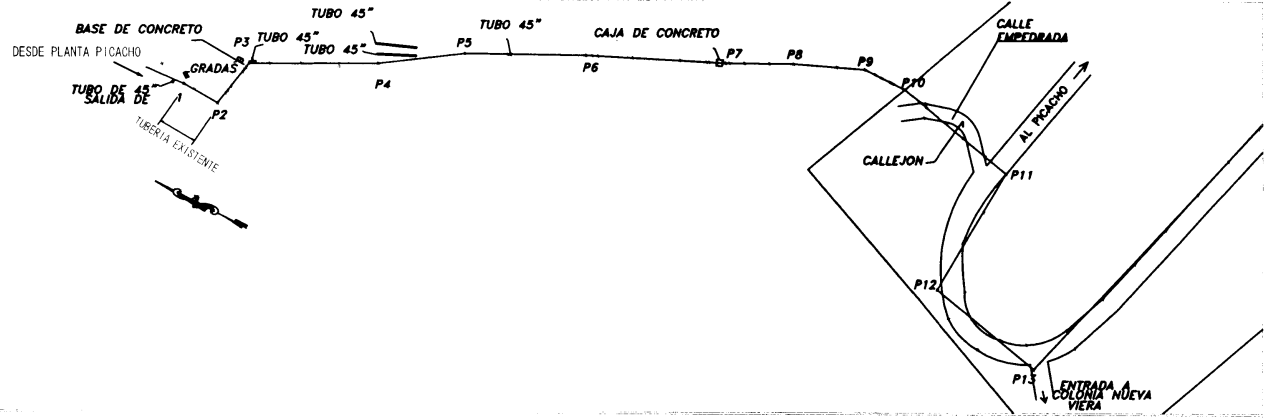 BASE DE CONCRETO
P3
TUBO 45"
TUBO 45"
TUBO 45"
P5
TUBO 45"
CAJA DE CONCRETO
CALLE
EMPEDRADA
DESDE PLANTA PICACHO
GRADAS
TUBO DE 45"
SALIDA DE
1
P2
TUBERIA EXISTENTE
P4
P6
P7
P8
P9
P10
AL PICACHO
CALLEJON
P11
P12
P13
ENTRADA A
COLONIA NUEVA
VIERA